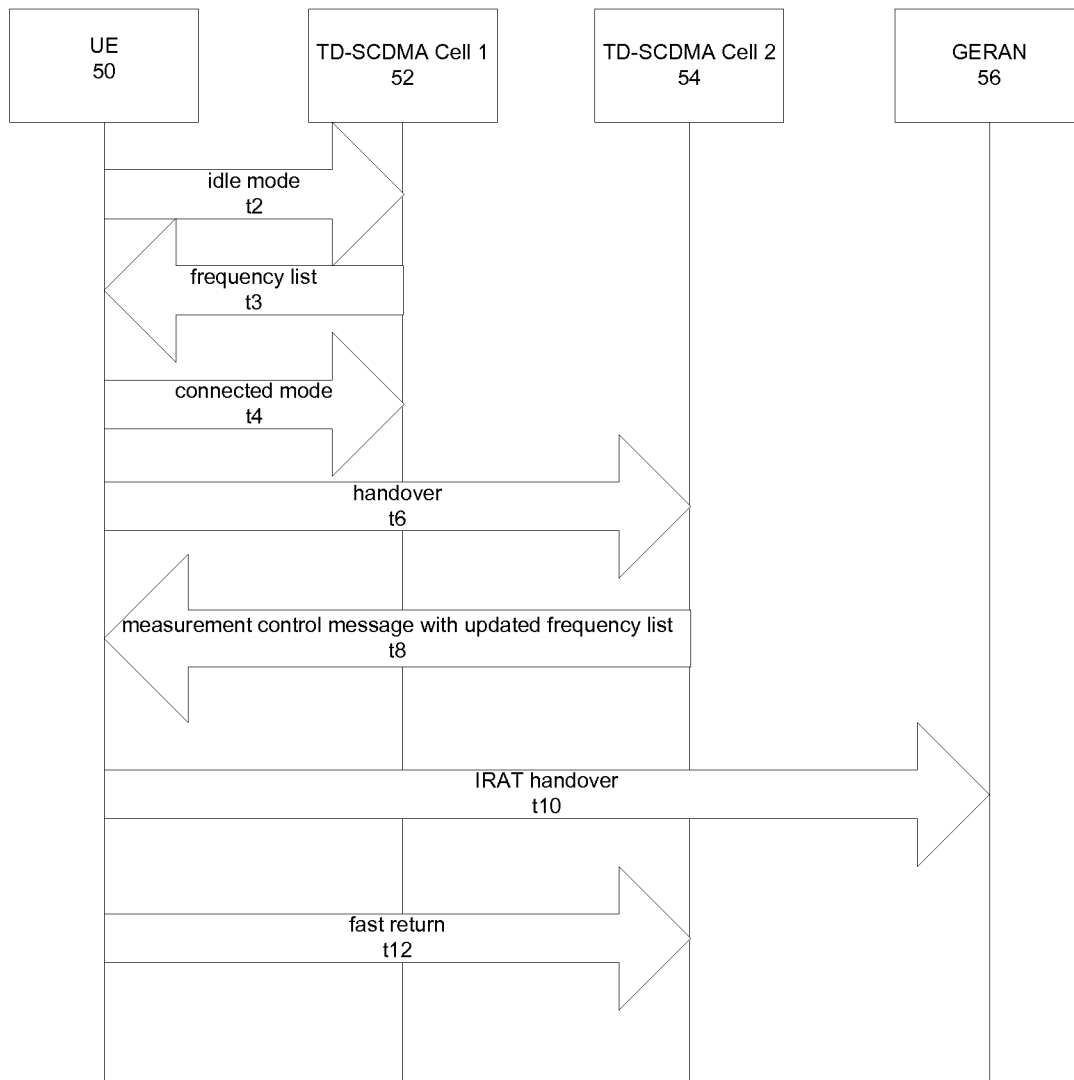 UE
50
TD-SCDMA Cell 1
52
TD-SCDMA Cell 2
54
GERAN
56
idle mode
t2
frequency list
t3
connected mode
t4
handover
t6
measurement control message with updated frequency list
t8
IRAT handover
t10
fast return
t12